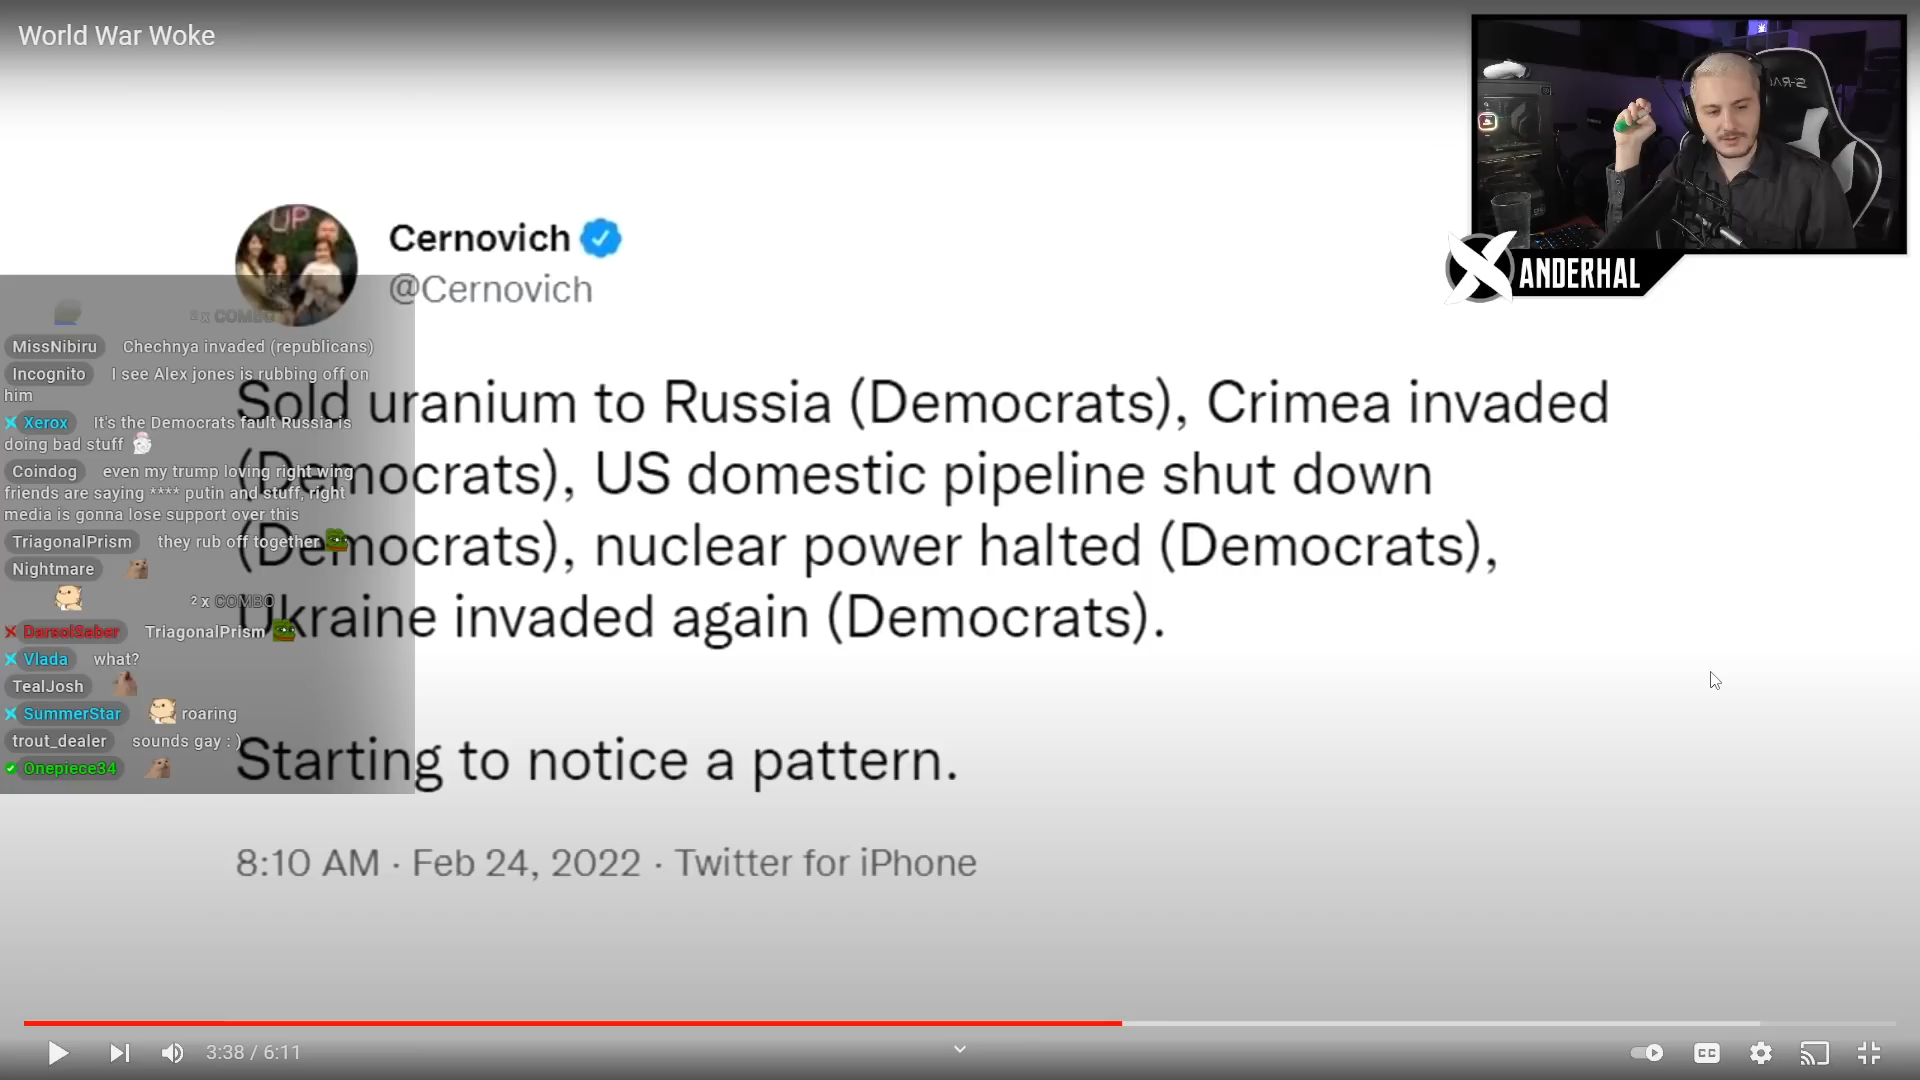 World War Woke
S-RA
ANDERHAL
UP
Cernovich
@Cernovich
Sold uranium to Russia (Democrats), Crimea invaded
(Democrats), US domestic pipeline shut down
(Democrats), nuclear power halted (Democrats),
Ukraine invaded again (Democrats).
Starting to notice a pattern.
8:10 AM · Feb 24, 2022 · Twitter for iPhone
2 x COMBO
MissNibiru Chechnya invaded (republicans)
Incognito I see Alex jones is rubbing off on
him
Xerox It's the Democrats fault Russia is
doing bad stuff
Coindog even my trump loving right wing
friends are saying **** putin and stuff, right
media is gonna lose support over this
TriagonalPrism they rub off together
Nightmare
2 x COMBO
DarsolSaber TriagonalPrism
Vlada what?
TealJosh
SummerStar roaring
trout_dealer sounds gay : )
Onepiece34
3:38 / 6:11
CC